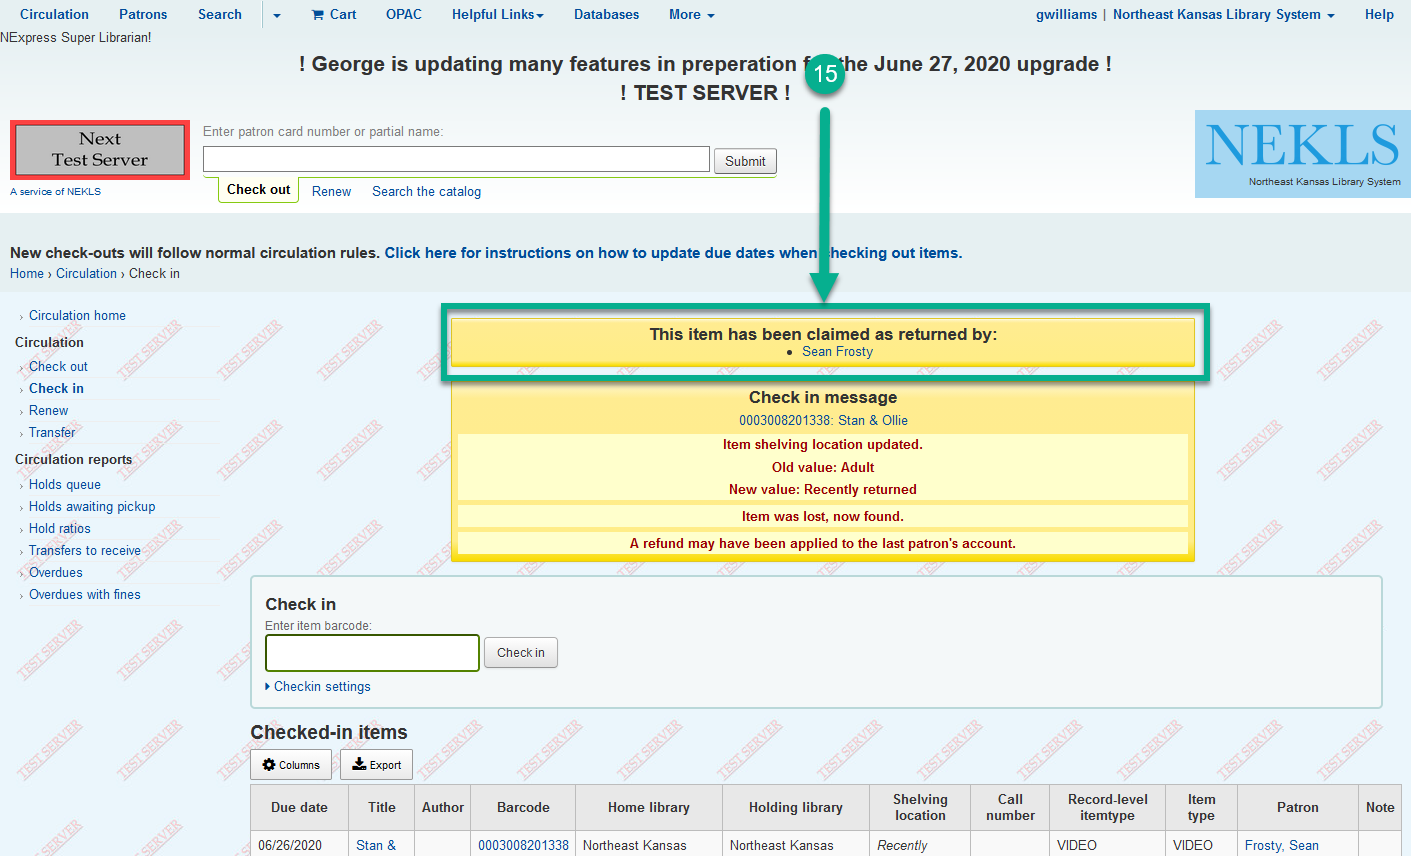 Circulation Patrons Search Cart OPAC Helpful Links Databases More gwilliams | Northeast Kansas Library System Help
NExpress Super Librarian!
! George is updating many features in preperation the June 27, 2020 upgrade !
15
! TEST SERVER !
Next
Test Server
A service of NEKLS
Enter patron card number or partial name:
Submit
Check out Renew Search the catalog
NEKLS
Northeast Kansas Library System
New check-outs will follow normal circulation rules. Click here for instructions on how to update due dates when checking out items.
Home › Circulation › Check in
› Circulation home
Circulation
› Check out
› Check in
› Renew
› Transfer
Circulation reports
› Holds queue
› Holds awaiting pickup
› Hold ratios
› Transfers to receive
› Overdues
› Overdues with fines
This item has been claimed as returned by:
• Sean Frosty
Check in message
0003008201338: Stan & Ollie
Item shelving location updated.
Old value: Adult
New value: Recently returned
Item was lost, now found.
A refund may have been applied to the last patron's account.
Check in
Enter item barcode:
Check in
Checkin settings
Checked-in items
Columns Export
Due date Title Author Barcode Home library Holding library Shelving location Call number Record-level itemtype Item type Patron Note
06/26/2020 Stan & 0003008201338 Northeast Kansas Northeast Kansas Recently VIDEO VIDEO Frosty, Sean
TEST SERVER